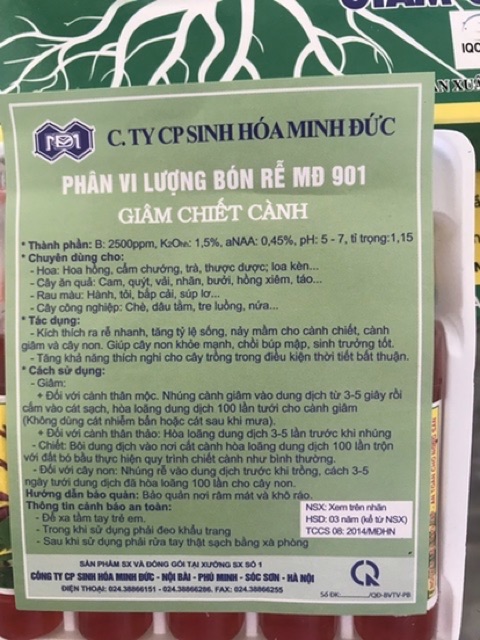 IQC
C. TY CP SINH HÓA MINH ĐỨC
PHÂN VI LƯỢNG BÓN RỄ MĐ 901
GIÂM CHIẾT CÀNH
* Thành phần: B: 2500ppm, K₂Ohh: 1,5%, aNAA: 0,45%, pH: 5 - 7, tỉ trọng:1,15
* Chuyên dùng cho:
- Hoa: Hoa hồng, cẩm chướng, trà, thược dược; loa kèn...
- Cây ăn quả: Cam, quýt, vải, nhãn, bưởi, hồng xiêm, táo...
- Rau màu: Hành, tỏi, bắp cải, súp lơ...
- Cây công nghiệp: Chè, dâu tằm, tre luồng, nứa...
* Tác dụng:
- Kích thích ra rễ nhanh, tăng tỷ lệ sống, nảy mầm cho cành chiết, cành
giâm và cây non. Giúp cây non khỏe mạnh, chồi búp mập, sinh trưởng tốt.
- Tăng khả năng thích nghi cho cây trồng trong điều kiện thời tiết bất thuận.
* Cách sử dụng:
- Giâm:
+ Đối với cánh thân mộc. Nhúng cành giâm vào dung dịch từ 3-5 giây rồi
cắm vào cát sạch, hòa loãng dung dịch 100 lần tưới cho cành giâm
(Không dùng cát nhiễm bẩn hoặc cát sau khi mưa).
+ Đối với cành thân thảo: Hòa loãng dung dịch 3-5 lần trước khi nhúng
- Chiết: Bôi dung dịch vào nơi cắt cành hòa loãng dung dịch 100 lần trộn
với đất bó bầu thực hiện quy trình chiết cành như bình thường.
- Đối với cây non: Nhúng rễ vào dung dịch trước khi trồng, cách 3-5
ngày tưới dung dịch đã hòa loãng 100 lần cho cây non.
Hướng dẫn bảo quản: Bảo quản nơi râm mát và khô ráo.
Thông tin cảnh báo an toàn:
- Để xa tầm tay trẻ em.
- Trong khi sử dụng phải đeo khẩu trang
- Sau khi sử dụng phải rửa tay thật sạch bằng xà phòng
NSX: Xem trên nhãn
HSD: 03 năm (kể từ NSX)
TCCS 08: 2014/MĐHN
SẢN PHẨM SX VÀ ĐÓNG GÓI TẠI XƯỞNG SX SỐ 1
CÔNG TY CP SINH HÓA MINH ĐỨC - NỘI BÀI - PHÚ MINH - SÓC SƠN - HÀ NỘI
ĐIỆN THOẠI: 024.38866151 - 024.38866286. FAX: 024.38866255
Số ĐK:............/QĐ-BVTV-PB